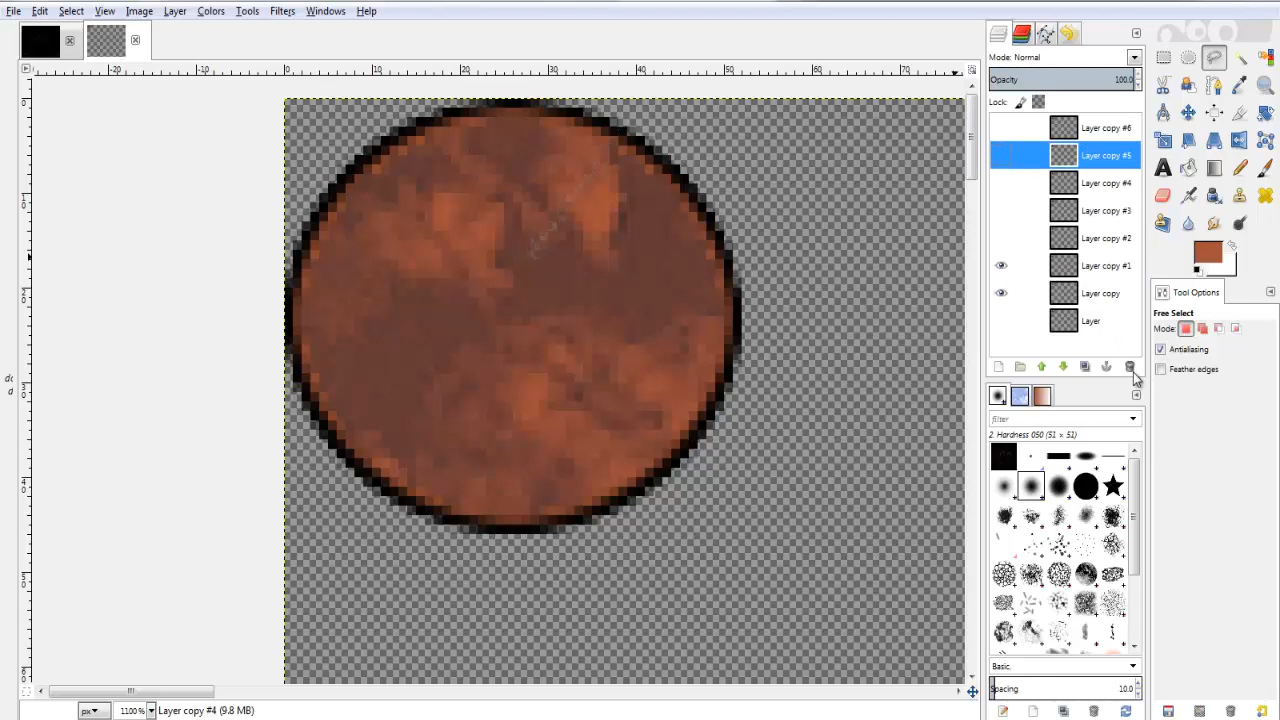 File Edit Select View Image Layer Colors Tools Filters Windows Help
-20 -10 0 10 20 30 40 50 60 70
Mode: Normal
Opacity 100.0
Lock:
Layer copy #6
Layer copy #5
Layer copy #4
Layer copy #3
Layer copy #2
Layer copy #1
Layer copy
Layer
Tool Options
Free Select
Mode:
Antialiasing
Feather edges
filter
2. Hardness 050 (51 × 51)
Basic,
Spacing 10.0
px 1100% Layer copy #4 (9.8 MB)